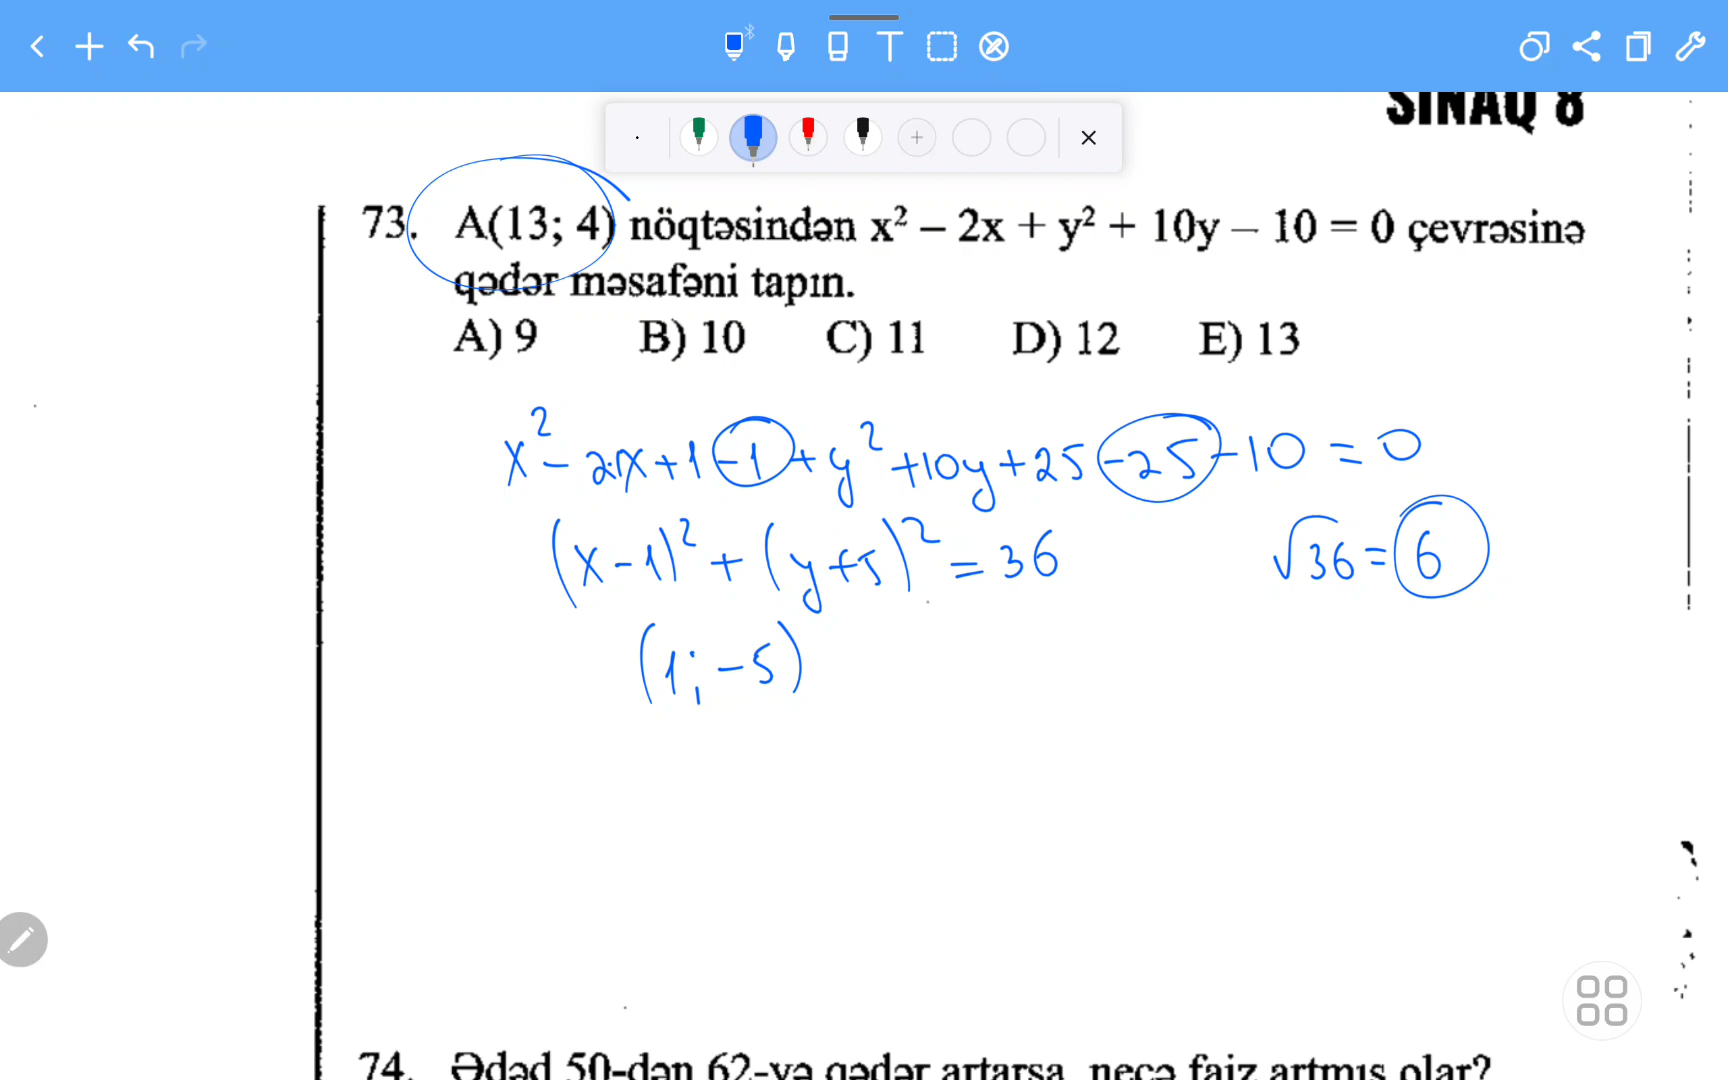 SINAQ 8
73. A(13; 4) nöqtəsindən x² – 2x + y² + 10y – 10 = 0 çevrəsinə
qədər məsafəni tapın.
A) 9 B) 10 C) 11 D) 12 E) 13
x² - 2·x + 1 - 1 + y² + 10y + 25 - 25 - 10 = 0
(x - 1)² + (y + 5)² = 36 √36 = 6
(1; -5)
74. Ədəd 50-dən 62-yə qədər artarsa, neçə faiz artmış olar?